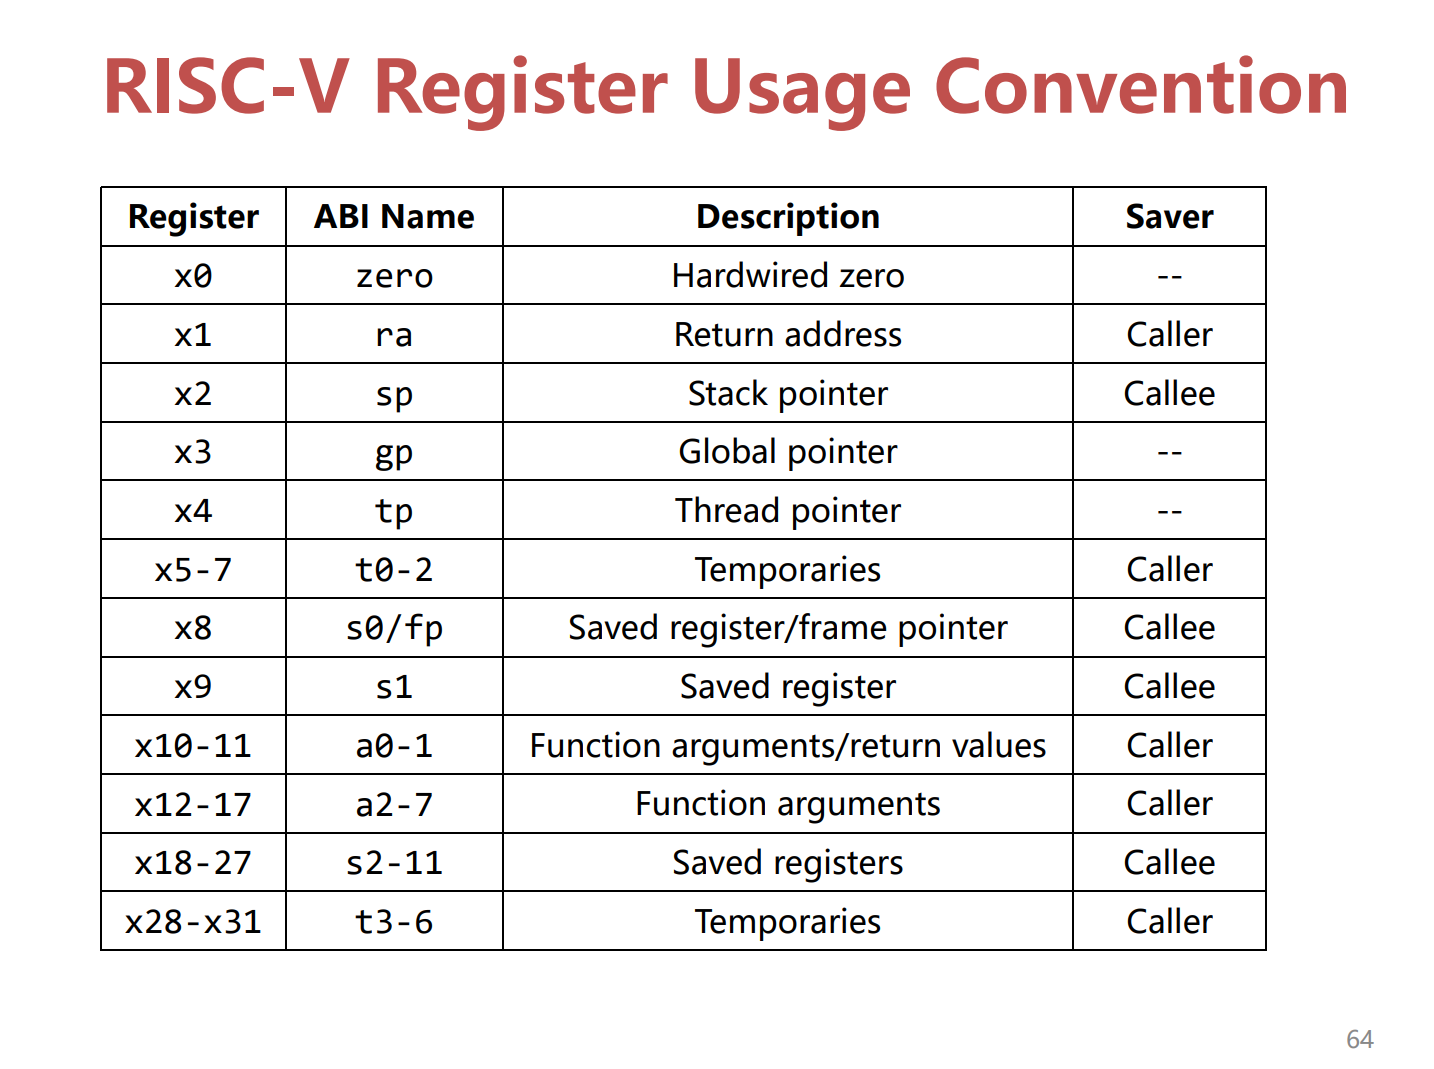 RISC-V Register Usage Convention
Register ABI Name Description Saver
x0 zero Hardwired zero --
x1 ra Return address Caller
x2 sp Stack pointer Callee
x3 gp Global pointer --
x4 tp Thread pointer --
x5-7 t0-2 Temporaries Caller
x8 s0/fp Saved register/frame pointer Callee
x9 s1 Saved register Callee
x10-11 a0-1 Function arguments/return values Caller
x12-17 a2-7 Function arguments Caller
x18-27 s2-11 Saved registers Callee
x28-x31 t3-6 Temporaries Caller
64